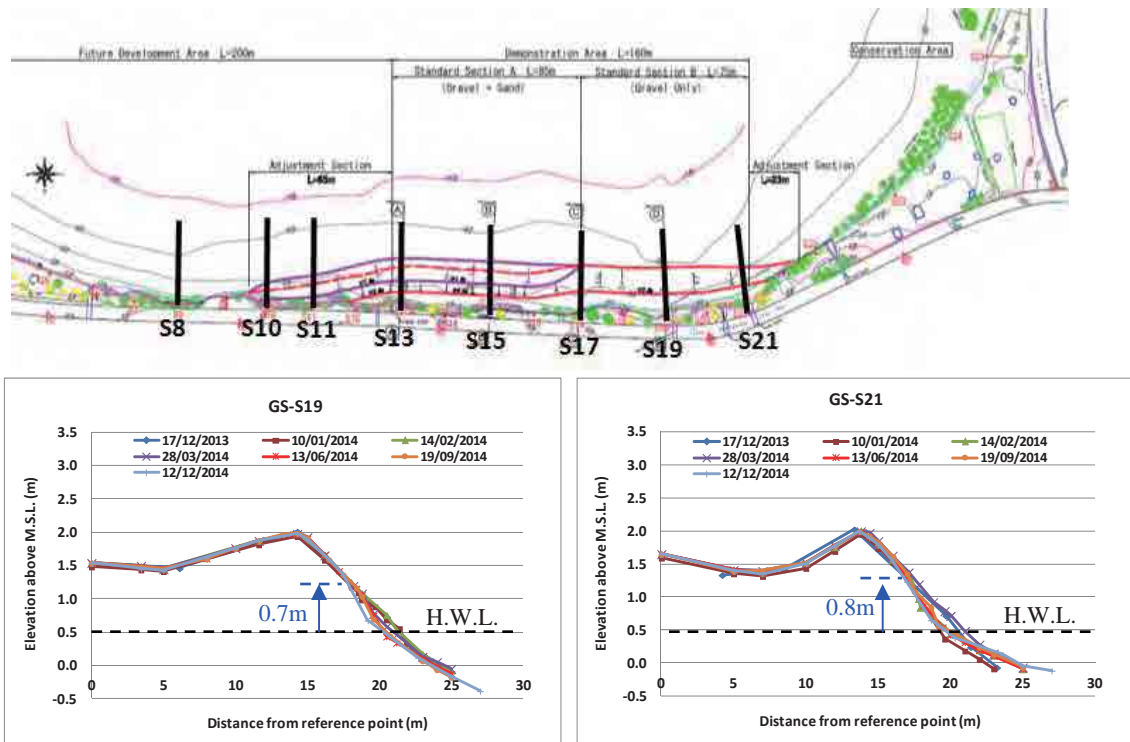 Future Development Area L=200m
Demonstration Area L=160m
Conservation Area
Standard Section A L=85m
Standard Section B L=75m
(Gravel + Sand)
(Gravel Only)
Adjustment Section
L=65m
Adjustment Section
L=23m
A
B
C
D
S8
S10
S11
S13
S15
S17
S19
S21
GS-S19
Elevation above M.S.L. (m)
3.5
3.0
2.5
2.0
1.5
1.0
0.5
0.0
-0.5
17/12/2013 10/01/2014 14/02/2014
28/03/2014 13/06/2014 19/09/2014
12/12/2014
0.7m
H.W.L.
0 5 10 15 20 25 30
Distance from reference point (m)
GS-S21
Elevation above M.S.L. (m)
3.5
3.0
2.5
2.0
1.5
1.0
0.5
0.0
-0.5
17/12/2013 10/01/2014 14/02/2014
28/03/2014 13/06/2014 19/09/2014
12/12/2014
0.8m
H.W.L.
0 5 10 15 20 25 30
Distance from reference point (m)